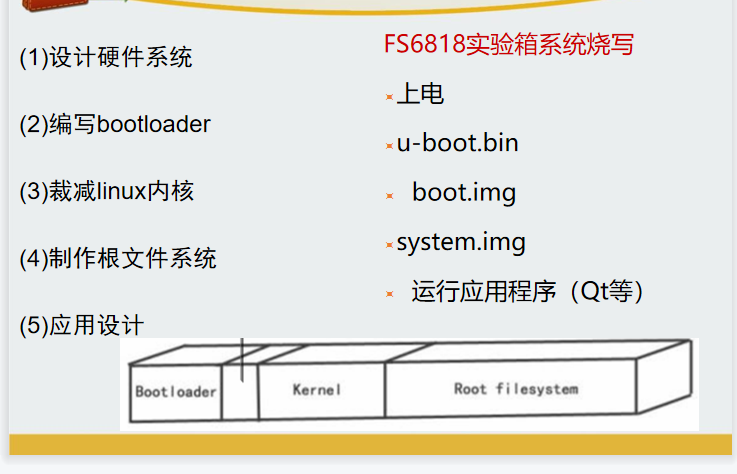 (1)设计硬件系统
(2)编写bootloader
(3)裁减linux内核
(4)制作根文件系统
(5)应用设计
FS6818实验箱系统烧写
上电
u-boot.bin
boot.img
system.img
运行应用程序（Qt等）
Bootloader
Kernel
Root filesystem